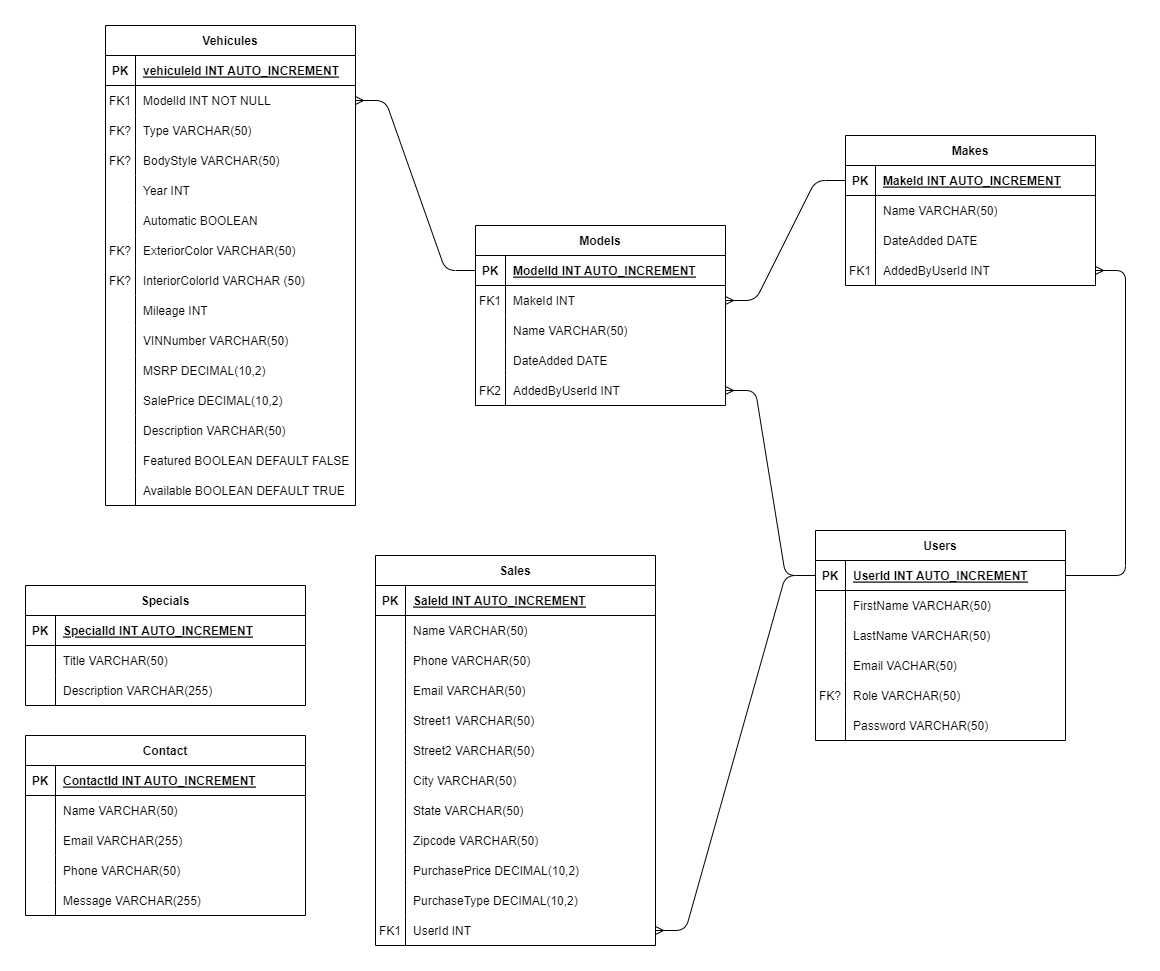 Vehicules
PK vehiculeId INT AUTO_INCREMENT
FK1 ModelId INT NOT NULL
FK? Type VARCHAR(50)
FK? BodyStyle VARCHAR(50)
Year INT
Automatic BOOLEAN
FK? ExteriorColor VARCHAR(50)
FK? InteriorColorId VARCHAR (50)
Mileage INT
VINNumber VARCHAR(50)
MSRP DECIMAL(10,2)
SalePrice DECIMAL(10,2)
Description VARCHAR(50)
Featured BOOLEAN DEFAULT FALSE
Available BOOLEAN DEFAULT TRUE
Models
PK ModelId INT AUTO_INCREMENT
FK1 MakeId INT
Name VARCHAR(50)
DateAdded DATE
FK2 AddedByUserId INT
Makes
PK MakeId INT AUTO_INCREMENT
Name VARCHAR(50)
DateAdded DATE
FK1 AddedByUserId INT
Specials
PK SpecialId INT AUTO_INCREMENT
Title VARCHAR(50)
Description VARCHAR(255)
Contact
PK ContactId INT AUTO_INCREMENT
Name VARCHAR(50)
Email VARCHAR(255)
Phone VARCHAR(50)
Message VARCHAR(255)
Sales
PK SaleId INT AUTO_INCREMENT
Name VARCHAR(50)
Phone VARCHAR(50)
Email VARCHAR(50)
Street1 VARCHAR(50)
Street2 VARCHAR(50)
City VARCHAR(50)
State VARCHAR(50)
Zipcode VARCHAR(50)
PurchasePrice DECIMAL(10,2)
PurchaseType DECIMAL(10,2)
FK1 UserId INT
Users
PK UserId INT AUTO_INCREMENT
FirstName VARCHAR(50)
LastName VARCHAR(50)
Email VACHAR(50)
FK? Role VARCHAR(50)
Password VARCHAR(50)